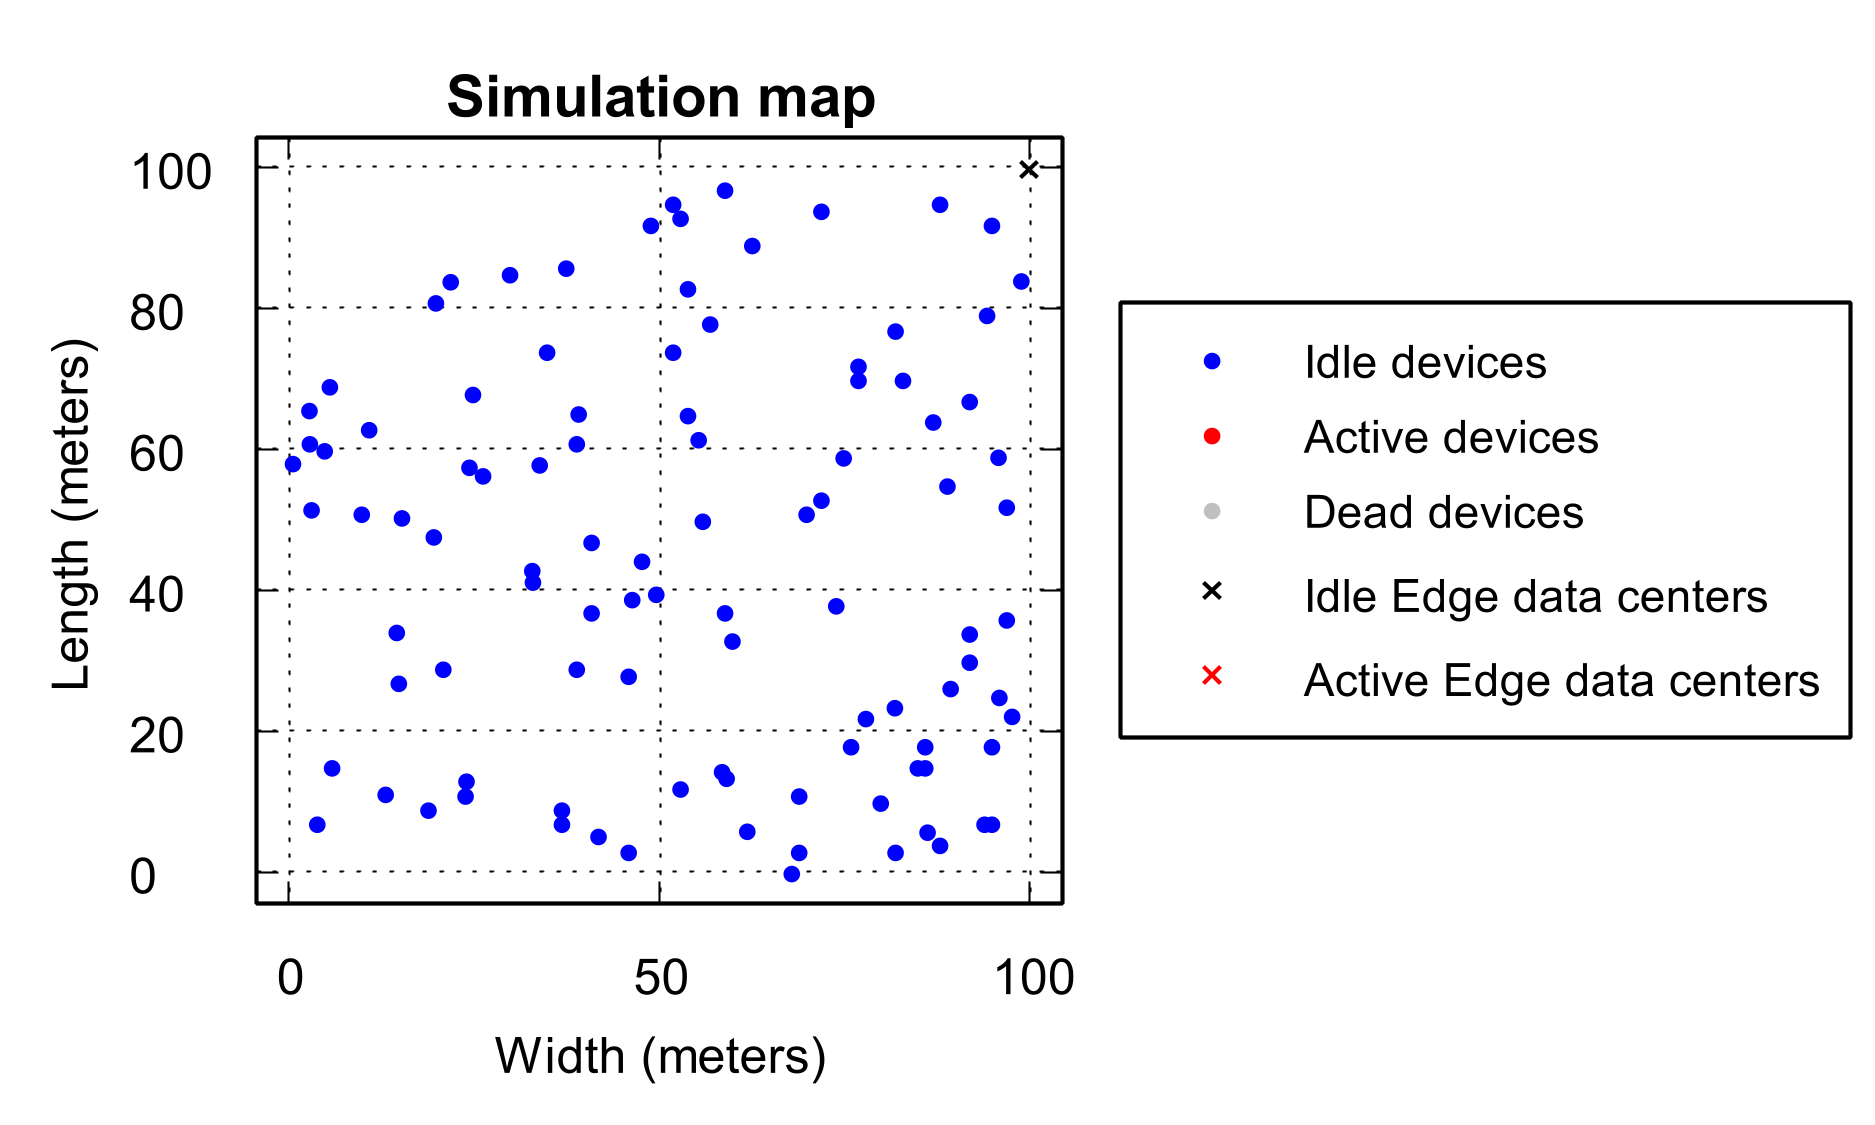 Simulation map
100
80
60
40
20
0
Length (meters)
0 50 100
Width (meters)
Idle devices
Active devices
Dead devices
Idle Edge data centers
Active Edge data centers